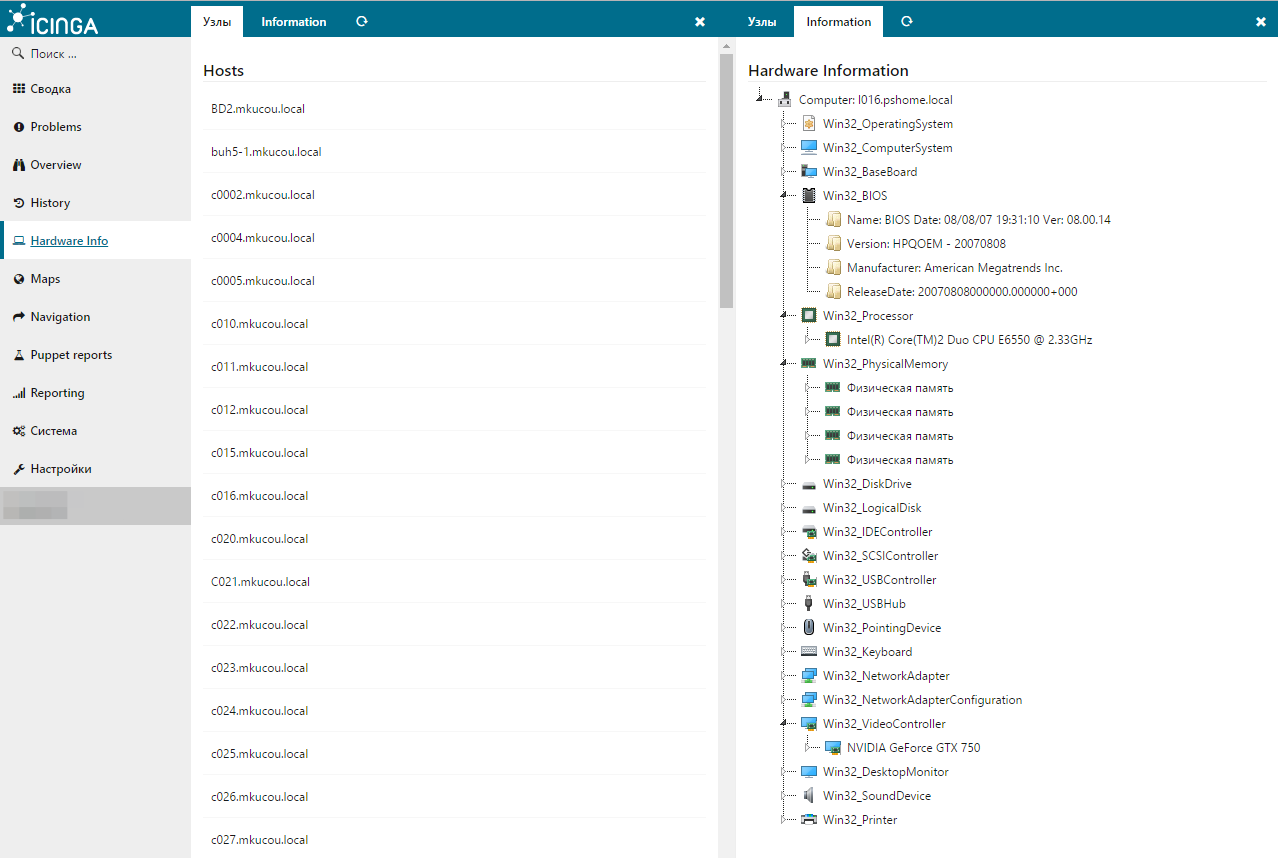 iCINGA
Поиск ...
Сводка
Problems
Overview
History
Hardware Info
Maps
Navigation
Puppet reports
Reporting
Система
Настройки
Узлы
Information
Hosts
BD2.mkucou.local
buh5-1.mkucou.local
c0002.mkucou.local
c0004.mkucou.local
c0005.mkucou.local
c010.mkucou.local
c011.mkucou.local
c012.mkucou.local
c015.mkucou.local
c016.mkucou.local
c020.mkucou.local
C021.mkucou.local
c022.mkucou.local
c023.mkucou.local
c024.mkucou.local
c025.mkucou.local
c026.mkucou.local
c027.mkucou.local
Узлы
Information
Hardware Information
Computer: l016.pshome.local
Win32_OperatingSystem
Win32_ComputerSystem
Win32_BaseBoard
Win32_BIOS
Name: BIOS Date: 08/08/07 19:31:10 Ver: 08.00.14
Version: HPQOEM - 20070808
Manufacturer: American Megatrends Inc.
ReleaseDate: 20070808000000.000000+000
Win32_Processor
Intel(R) Core(TM)2 Duo CPU E6550 @ 2.33GHz
Win32_PhysicalMemory
Физическая память
Физическая память
Физическая память
Физическая память
Win32_DiskDrive
Win32_LogicalDisk
Win32_IDEController
Win32_SCSIController
Win32_USBController
Win32_USBHub
Win32_PointingDevice
Win32_Keyboard
Win32_NetworkAdapter
Win32_NetworkAdapterConfiguration
Win32_VideoController
NVIDIA GeForce GTX 750
Win32_DesktopMonitor
Win32_SoundDevice
Win32_Printer